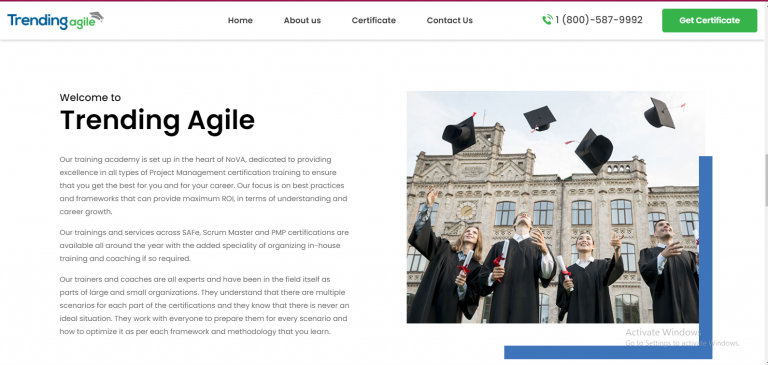 Trending agile
Home
About us
Certificate
Contact Us
1 (800)-587-9992
Get Certificate
Welcome to
Trending Agile
Our training academy is set up in the heart of NoVA, dedicated to providing
excellence in all types of Project Management certification training to ensure
that you get the best for you and for your career. Our focus is on best practices
and frameworks that can provide maximum ROI, in terms of understanding and
career growth.
Our trainings and services across SAFe, Scrum Master and PMP certifications are
available all around the year with the added speciality of organizing in-house
training and coaching if so required.
Our trainers and coaches are all experts and have been in the field itself as
parts of large and small organizations. They understand that there are multiple
scenarios for each part of the certifications and they know that there is never an
ideal situation. They work with everyone to prepare them for every scenario and
how to optimize it as per each framework and methodology that you learn.
Activate Windows
Go to Settings to activate Windows.